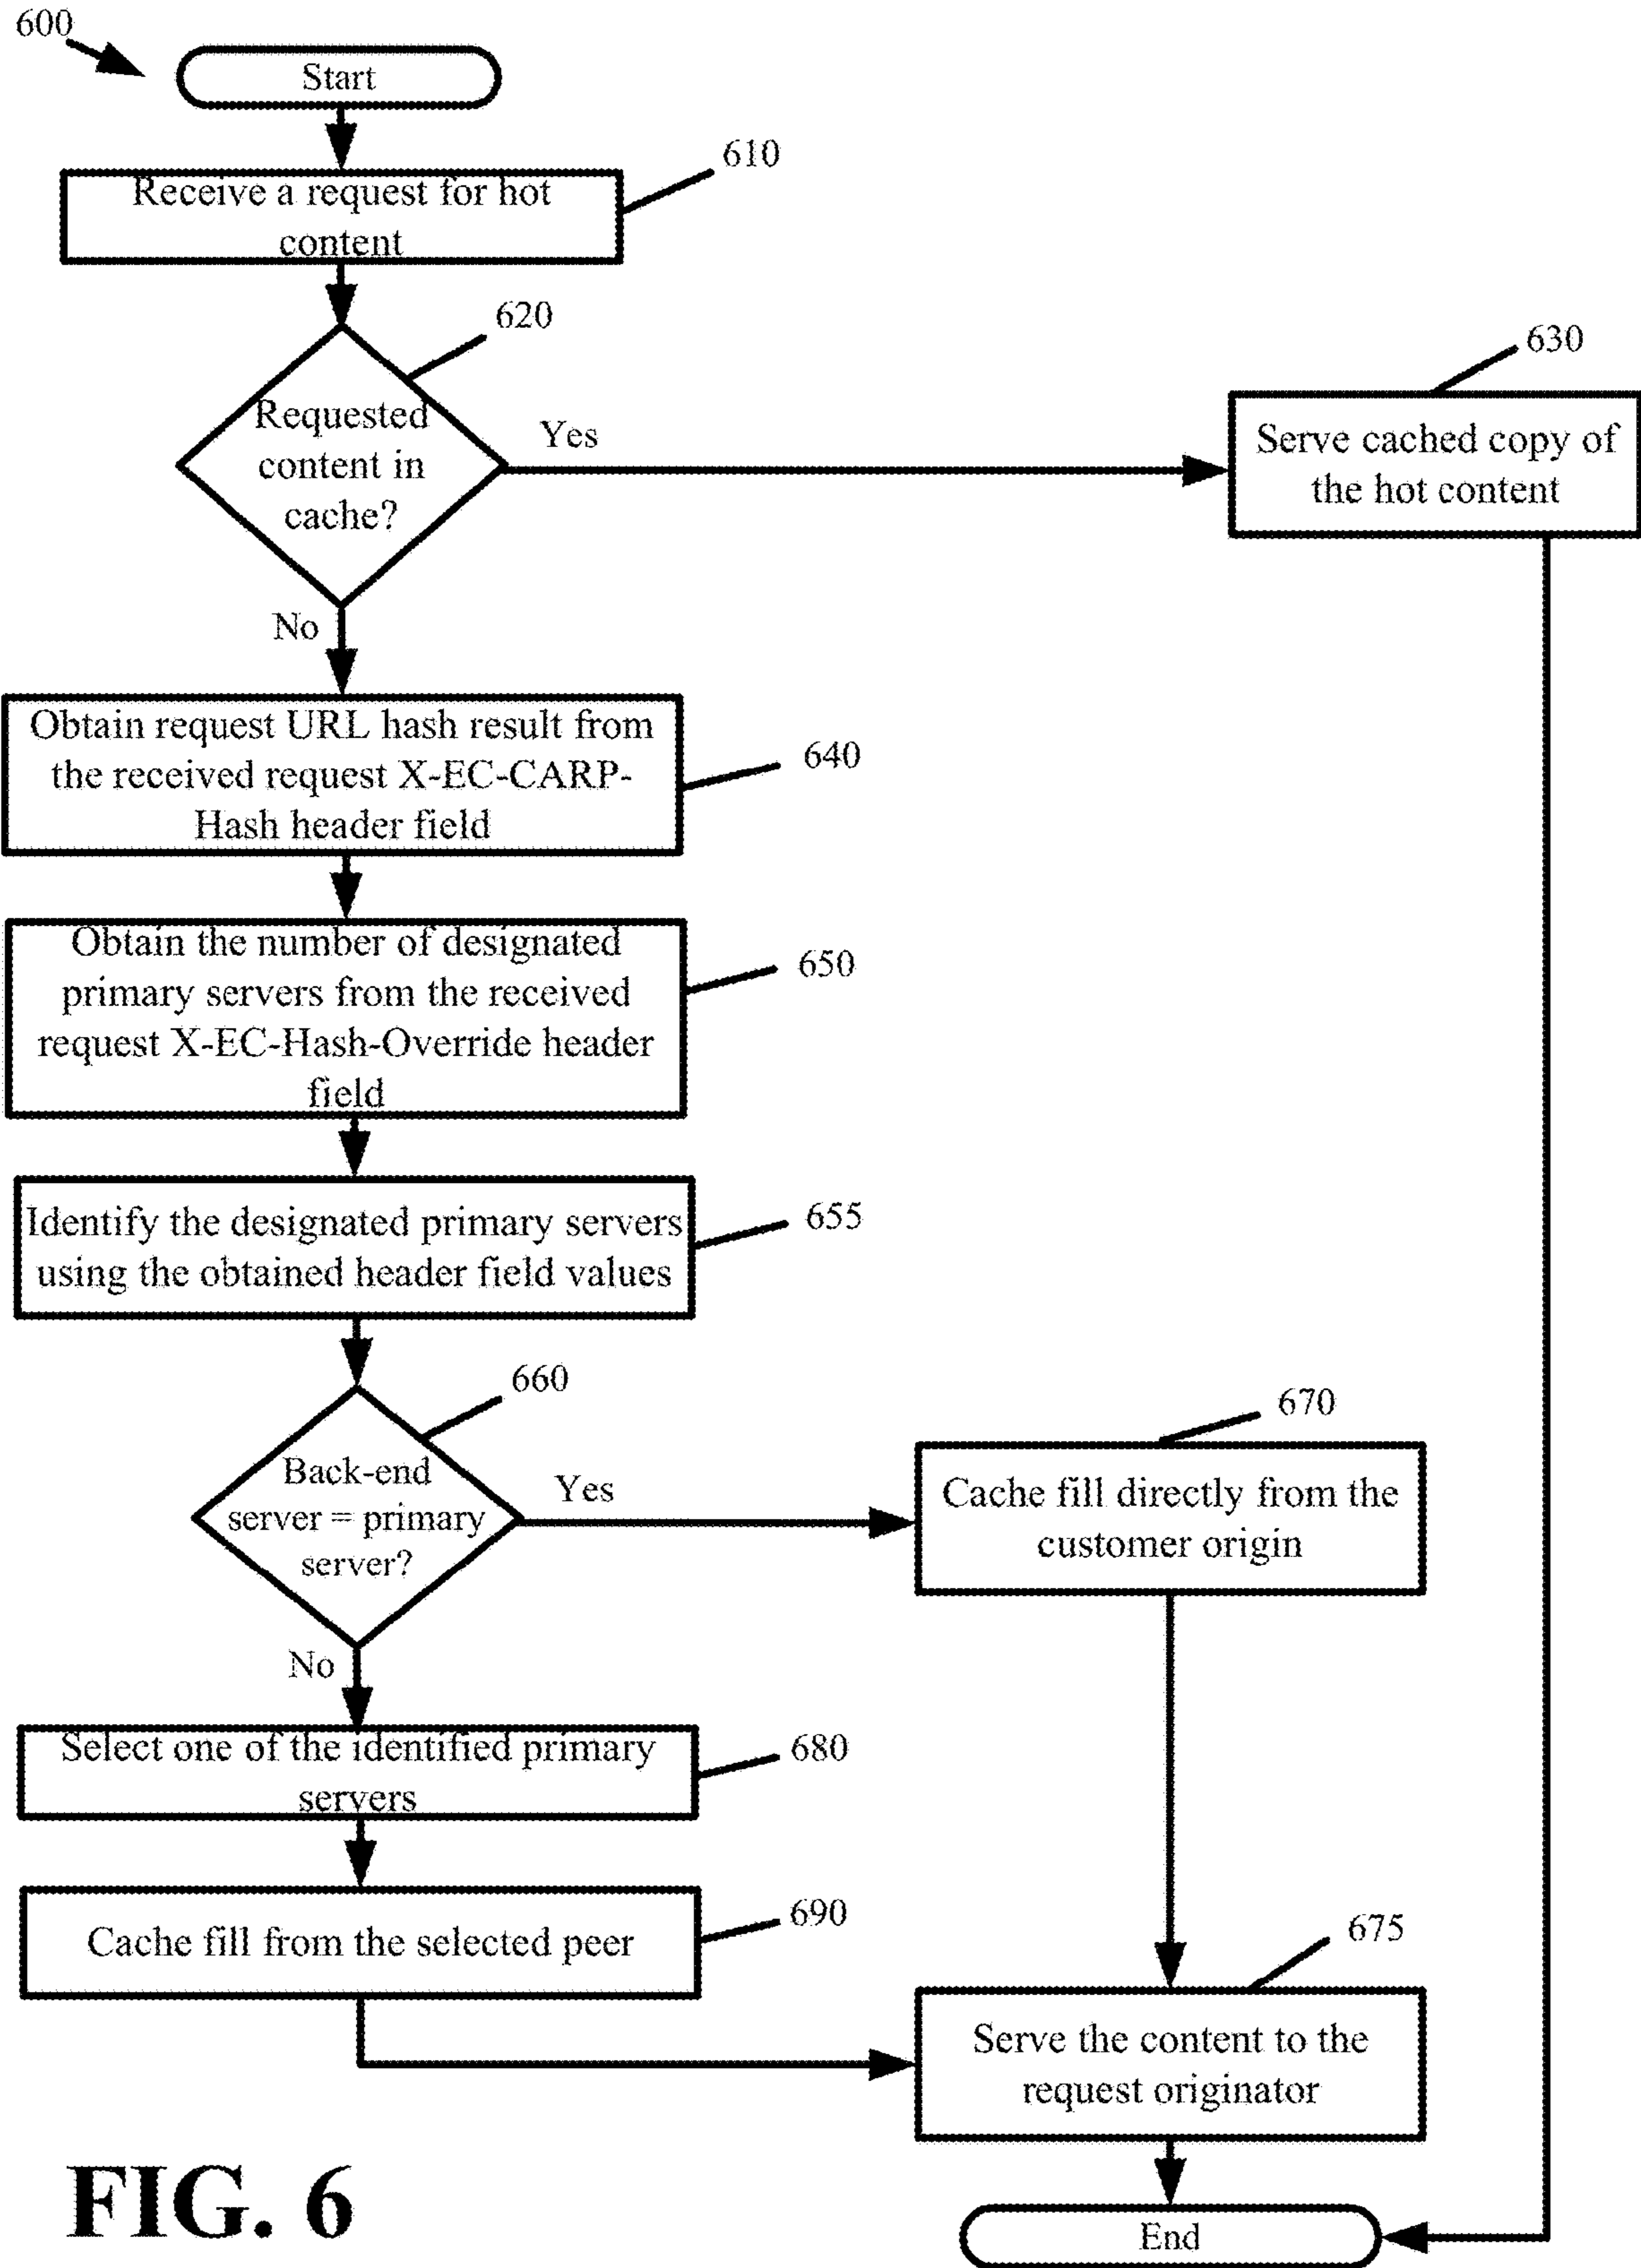 600
Start
610
Receive a request for hot
content
620
Requested
content in
cache?
Yes
630
Serve cached copy of
the hot content
No
Obtain request URL hash result from
the received request X-EC-CARP-
Hash header field
640
Obtain the number of designated
primary servers from the received
request X-EC-Hash-Override header
field
650
Identify the designated primary servers
using the obtained header field values
655
660
Back-end
server = primary
server?
Yes
670
Cache fill directly from the
customer origin
No
Select one of the identified primary
servers
680
Cache fill from the selected peer
690
675
Serve the content to the
request originator
End
FIG. 6